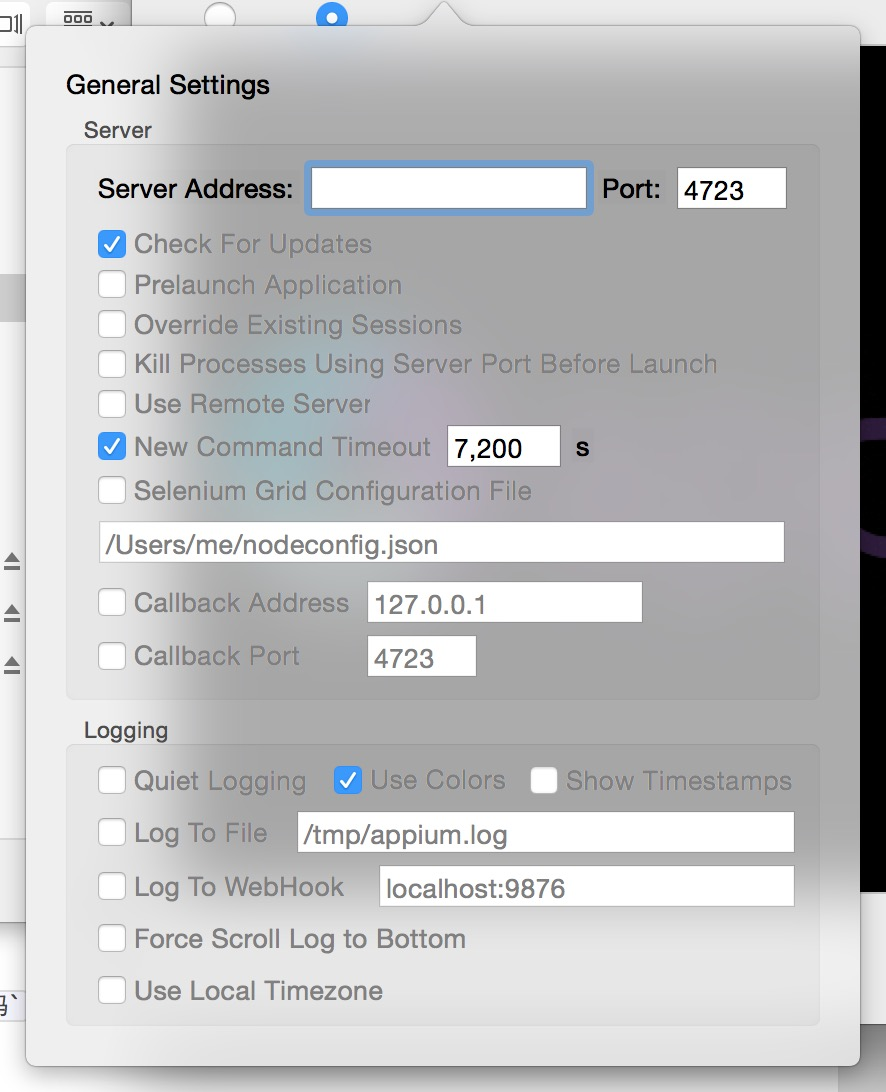 General Settings
Server
Server Address: Port: 4723
Check For Updates
Prelaunch Application
Override Existing Sessions
Kill Processes Using Server Port Before Launch
Use Remote Server
New Command Timeout 7,200 s
Selenium Grid Configuration File
/Users/me/nodeconfig.json
Callback Address 127.0.0.1
Callback Port 4723
Logging
Quiet Logging Use Colors Show Timestamps
Log To File /tmp/appium.log
Log To WebHook localhost:9876
Force Scroll Log to Bottom
Use Local Timezone